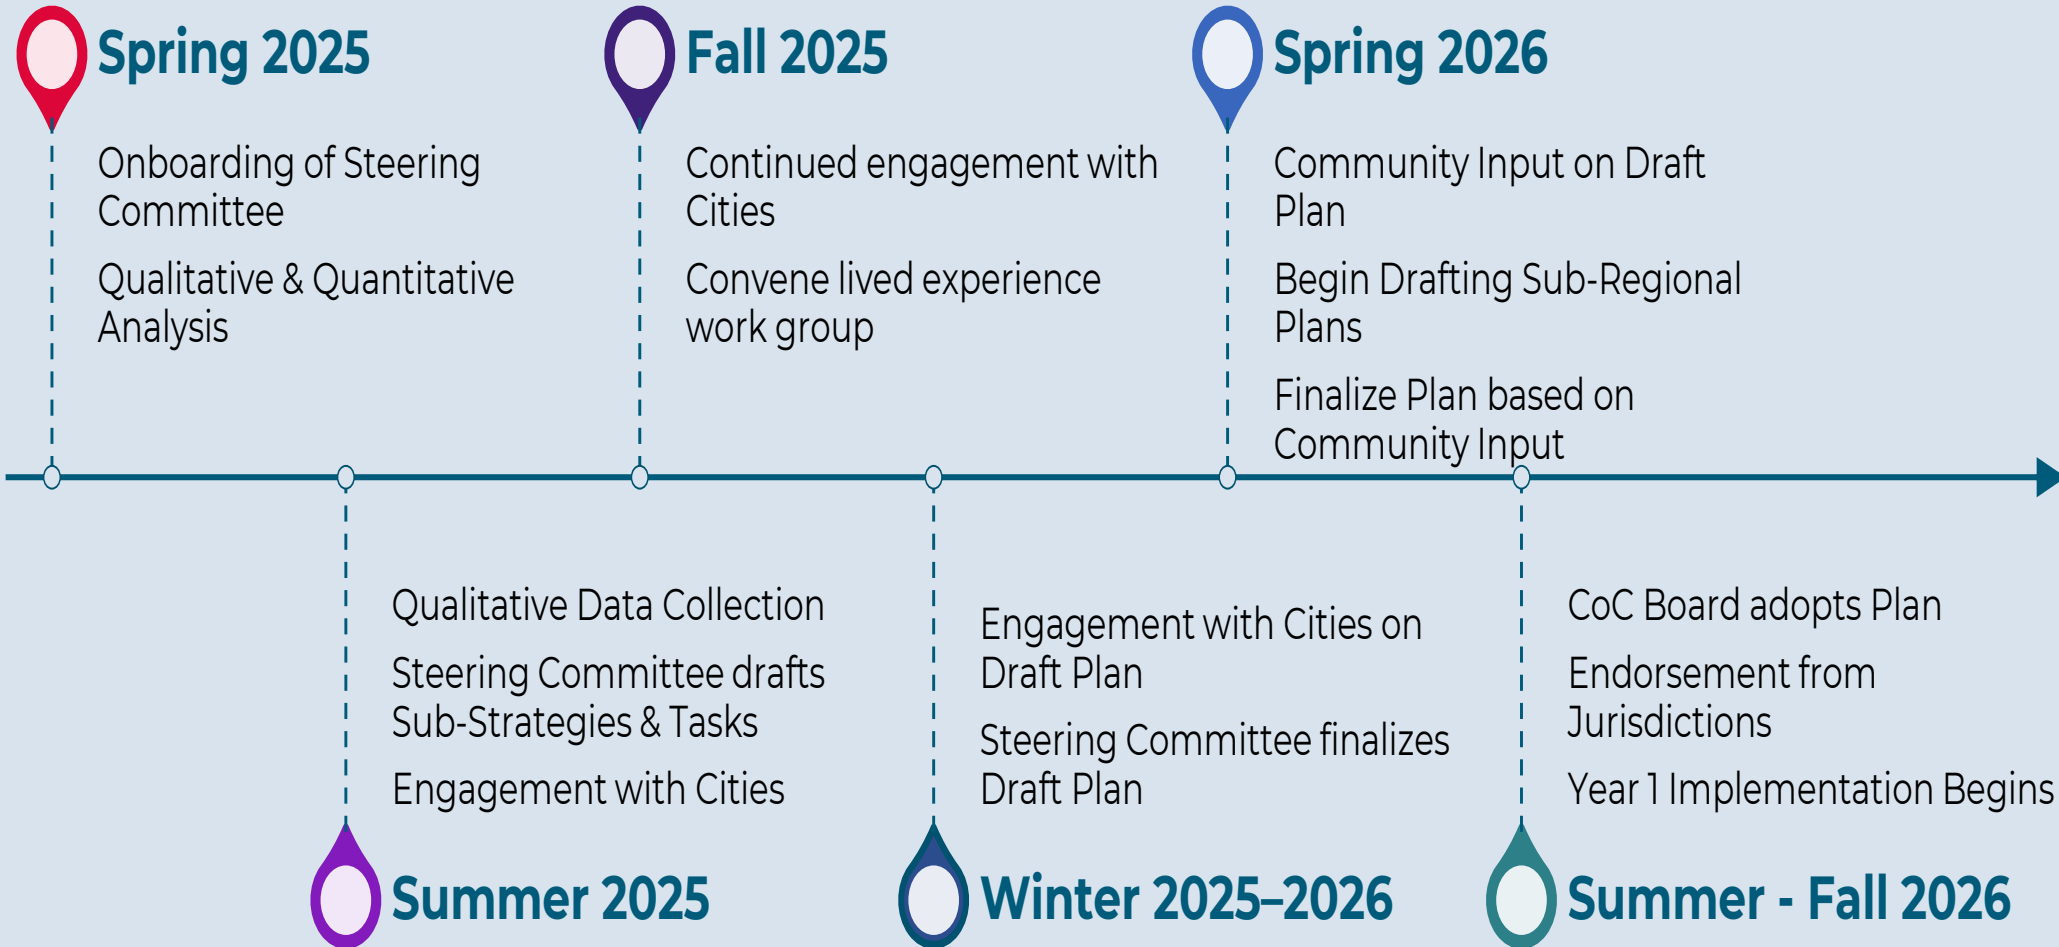 Spring 2025
Onboarding of Steering
Committee
Qualitative & Quantitative
Analysis
Fall 2025
Continued engagement with
Cities
Convene lived experience
work group
Spring 2026
Community Input on Draft
Plan
Begin Drafting Sub-Regional
Plans
Finalize Plan based on
Community Input
Qualitative Data Collection
Steering Committee drafts
Sub-Strategies & Tasks
Engagement with Cities
Summer 2025
Engagement with Cities on
Draft Plan
Steering Committee finalizes
Draft Plan
Winter 2025–2026
CoC Board adopts Plan
Endorsement from
Jurisdictions
Year 1 Implementation Begins
Summer - Fall 2026